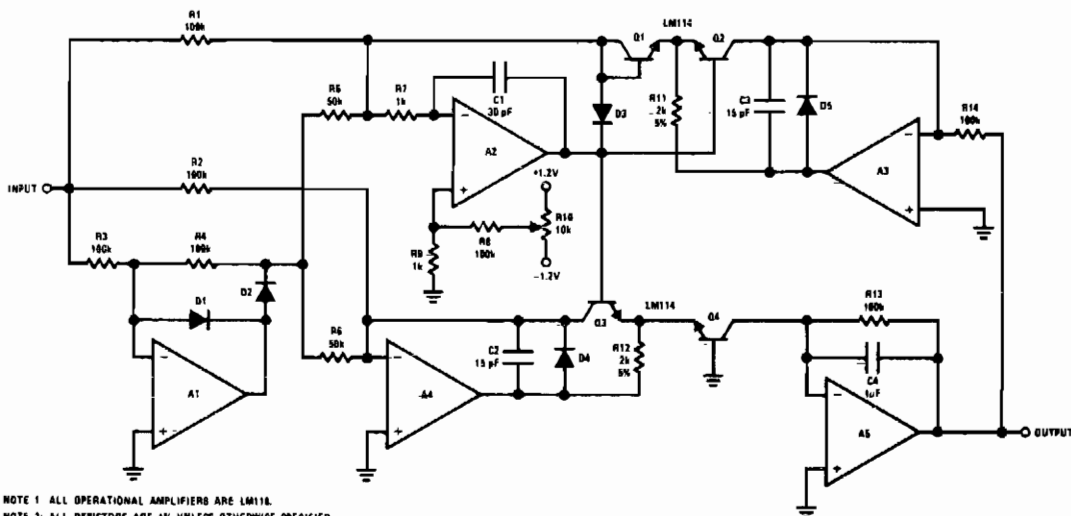 R1
100k
LM114
Q1
Q2
R6
50k
R7
1k
C1
30 pF
D3
R11
2k
5%
C3
15 pF
D5
R14
100k
A2
A3
+1.2V
R2
100k
INPUT
R10
10k
R8
100k
R9
1k
-1.2V
R3
100k
R4
100k
D2
D1
LM114
Q3
Q4
R13
100k
R6
50k
C2
15 pF
D4
R12
2k
5%
C4
1µF
A1
A4
A5
OUTPUT
NOTE 1 ALL OPERATIONAL AMPLIFIERS ARE LM118.